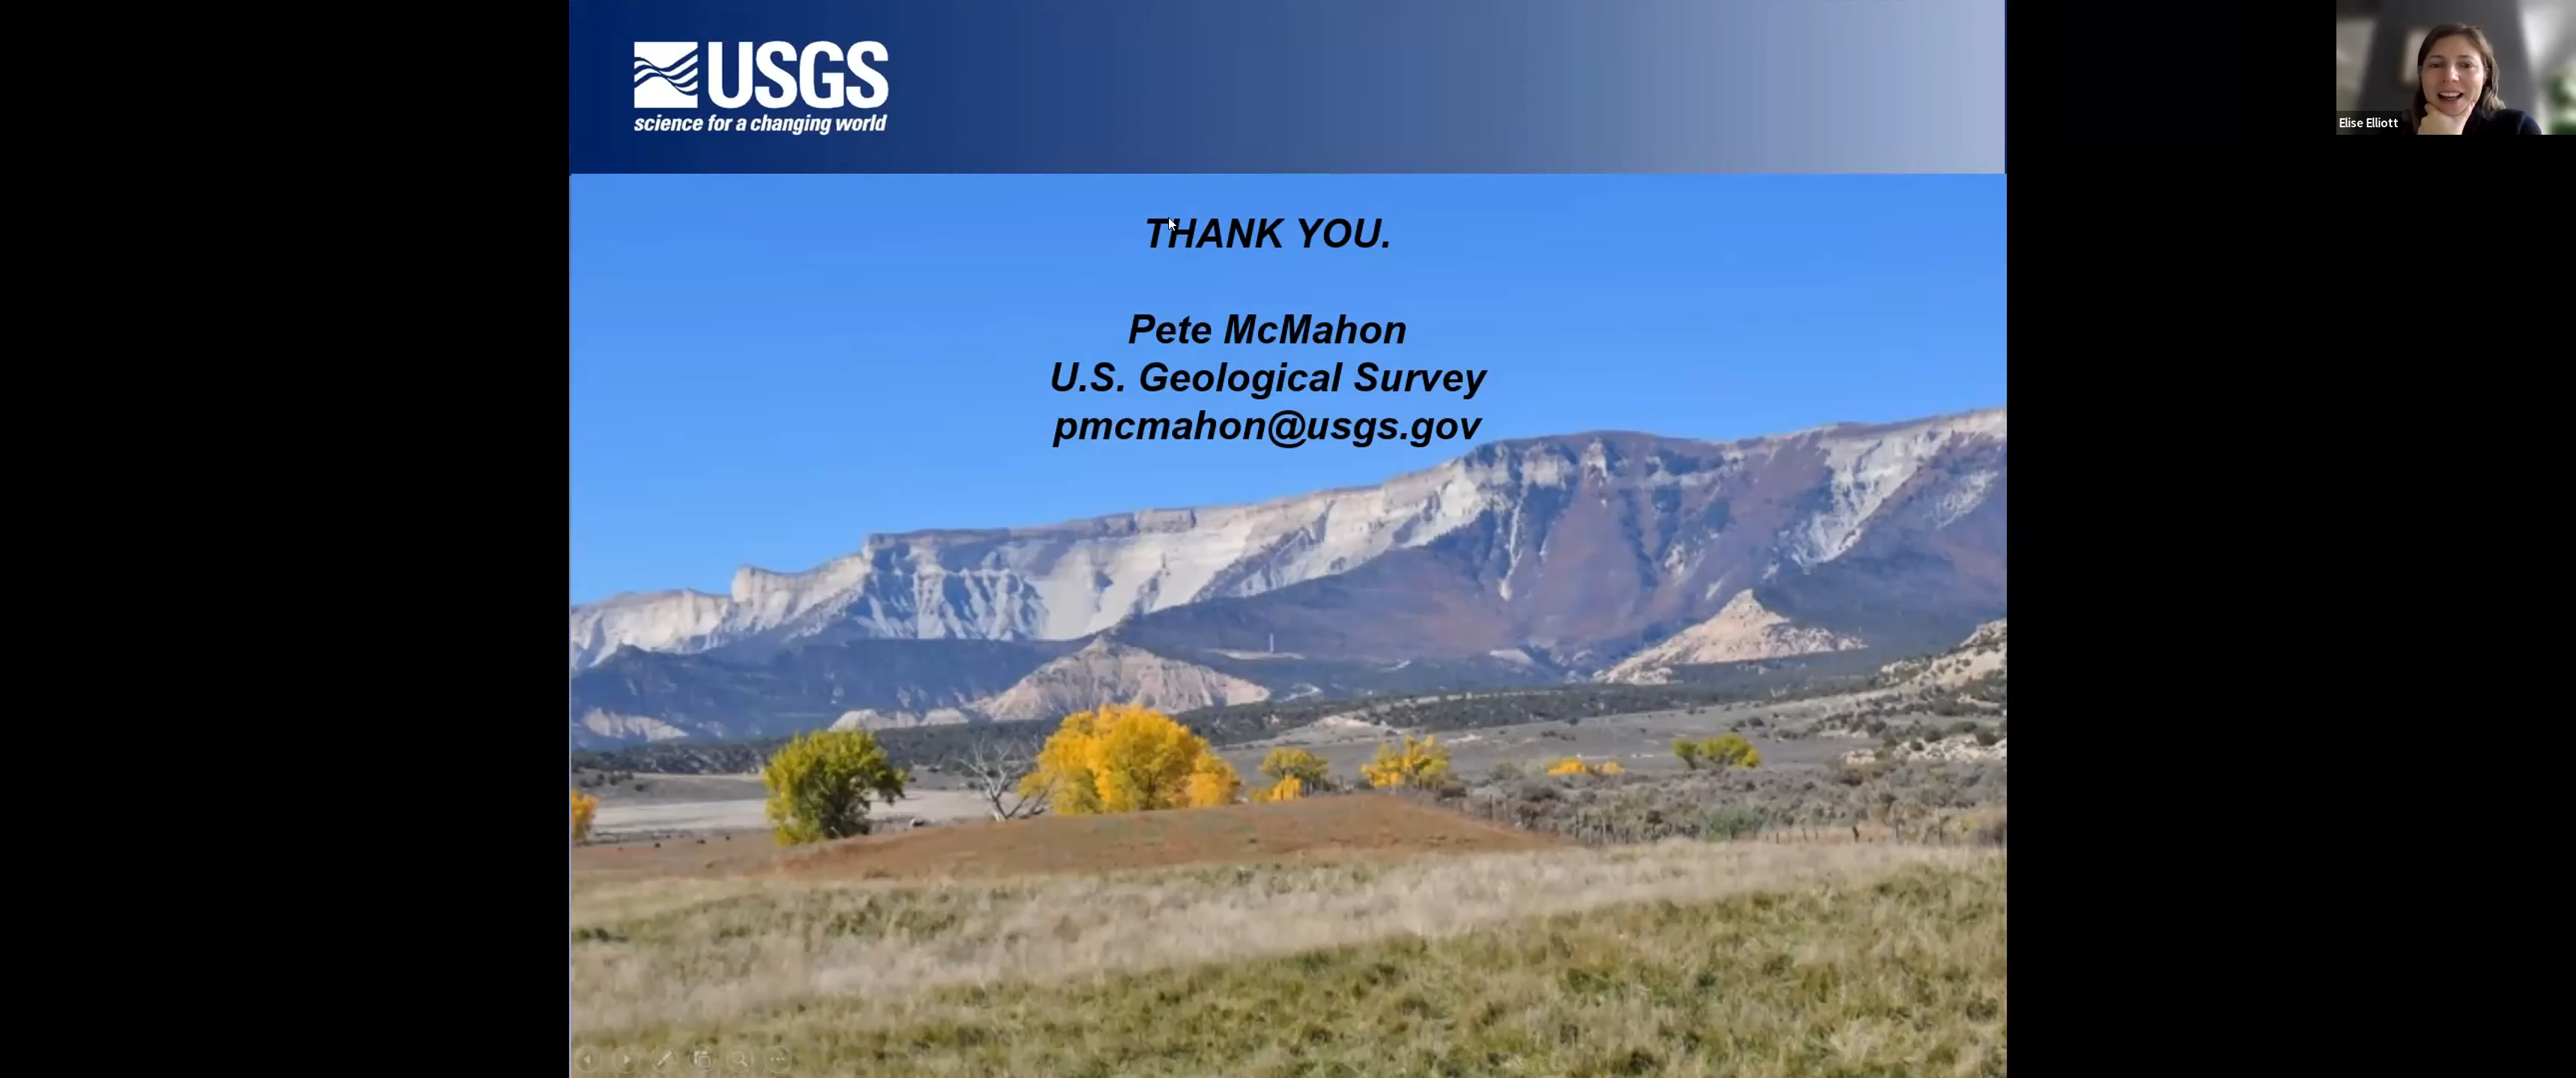 USGS
science for a changing world
THANK YOU.
Pete McMahon
U.S. Geological Survey
pmcmahon@usgs.gov
Elise Elliott